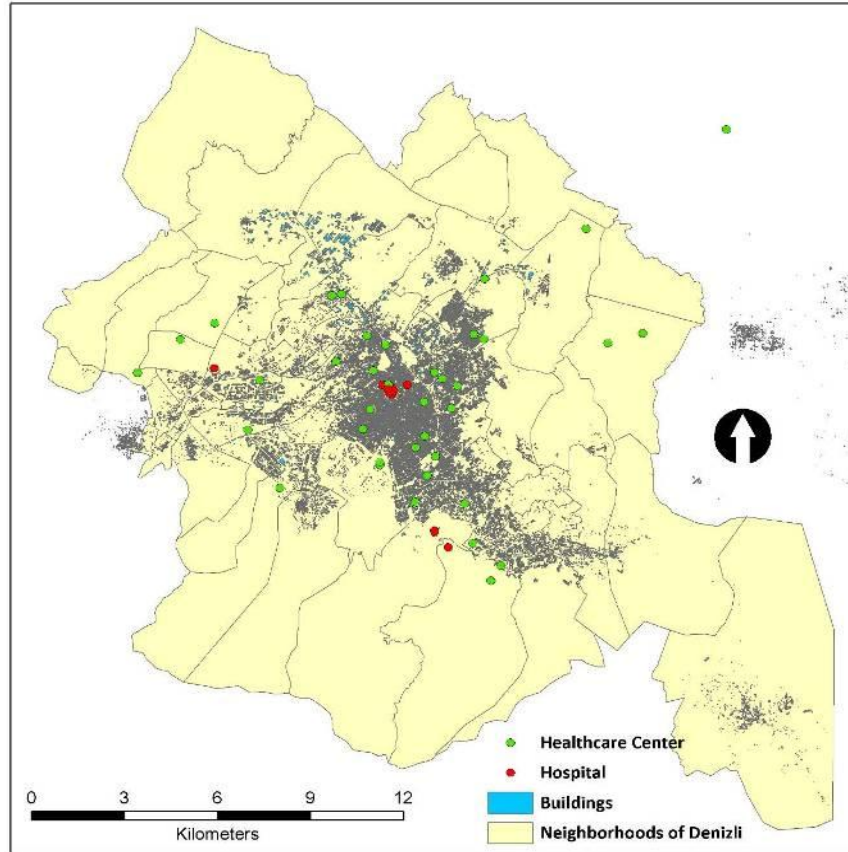 Healthcare Center
Hospital
Buildings
Neighborhoods of Denizli
0 3 6 9 12
Kilometers